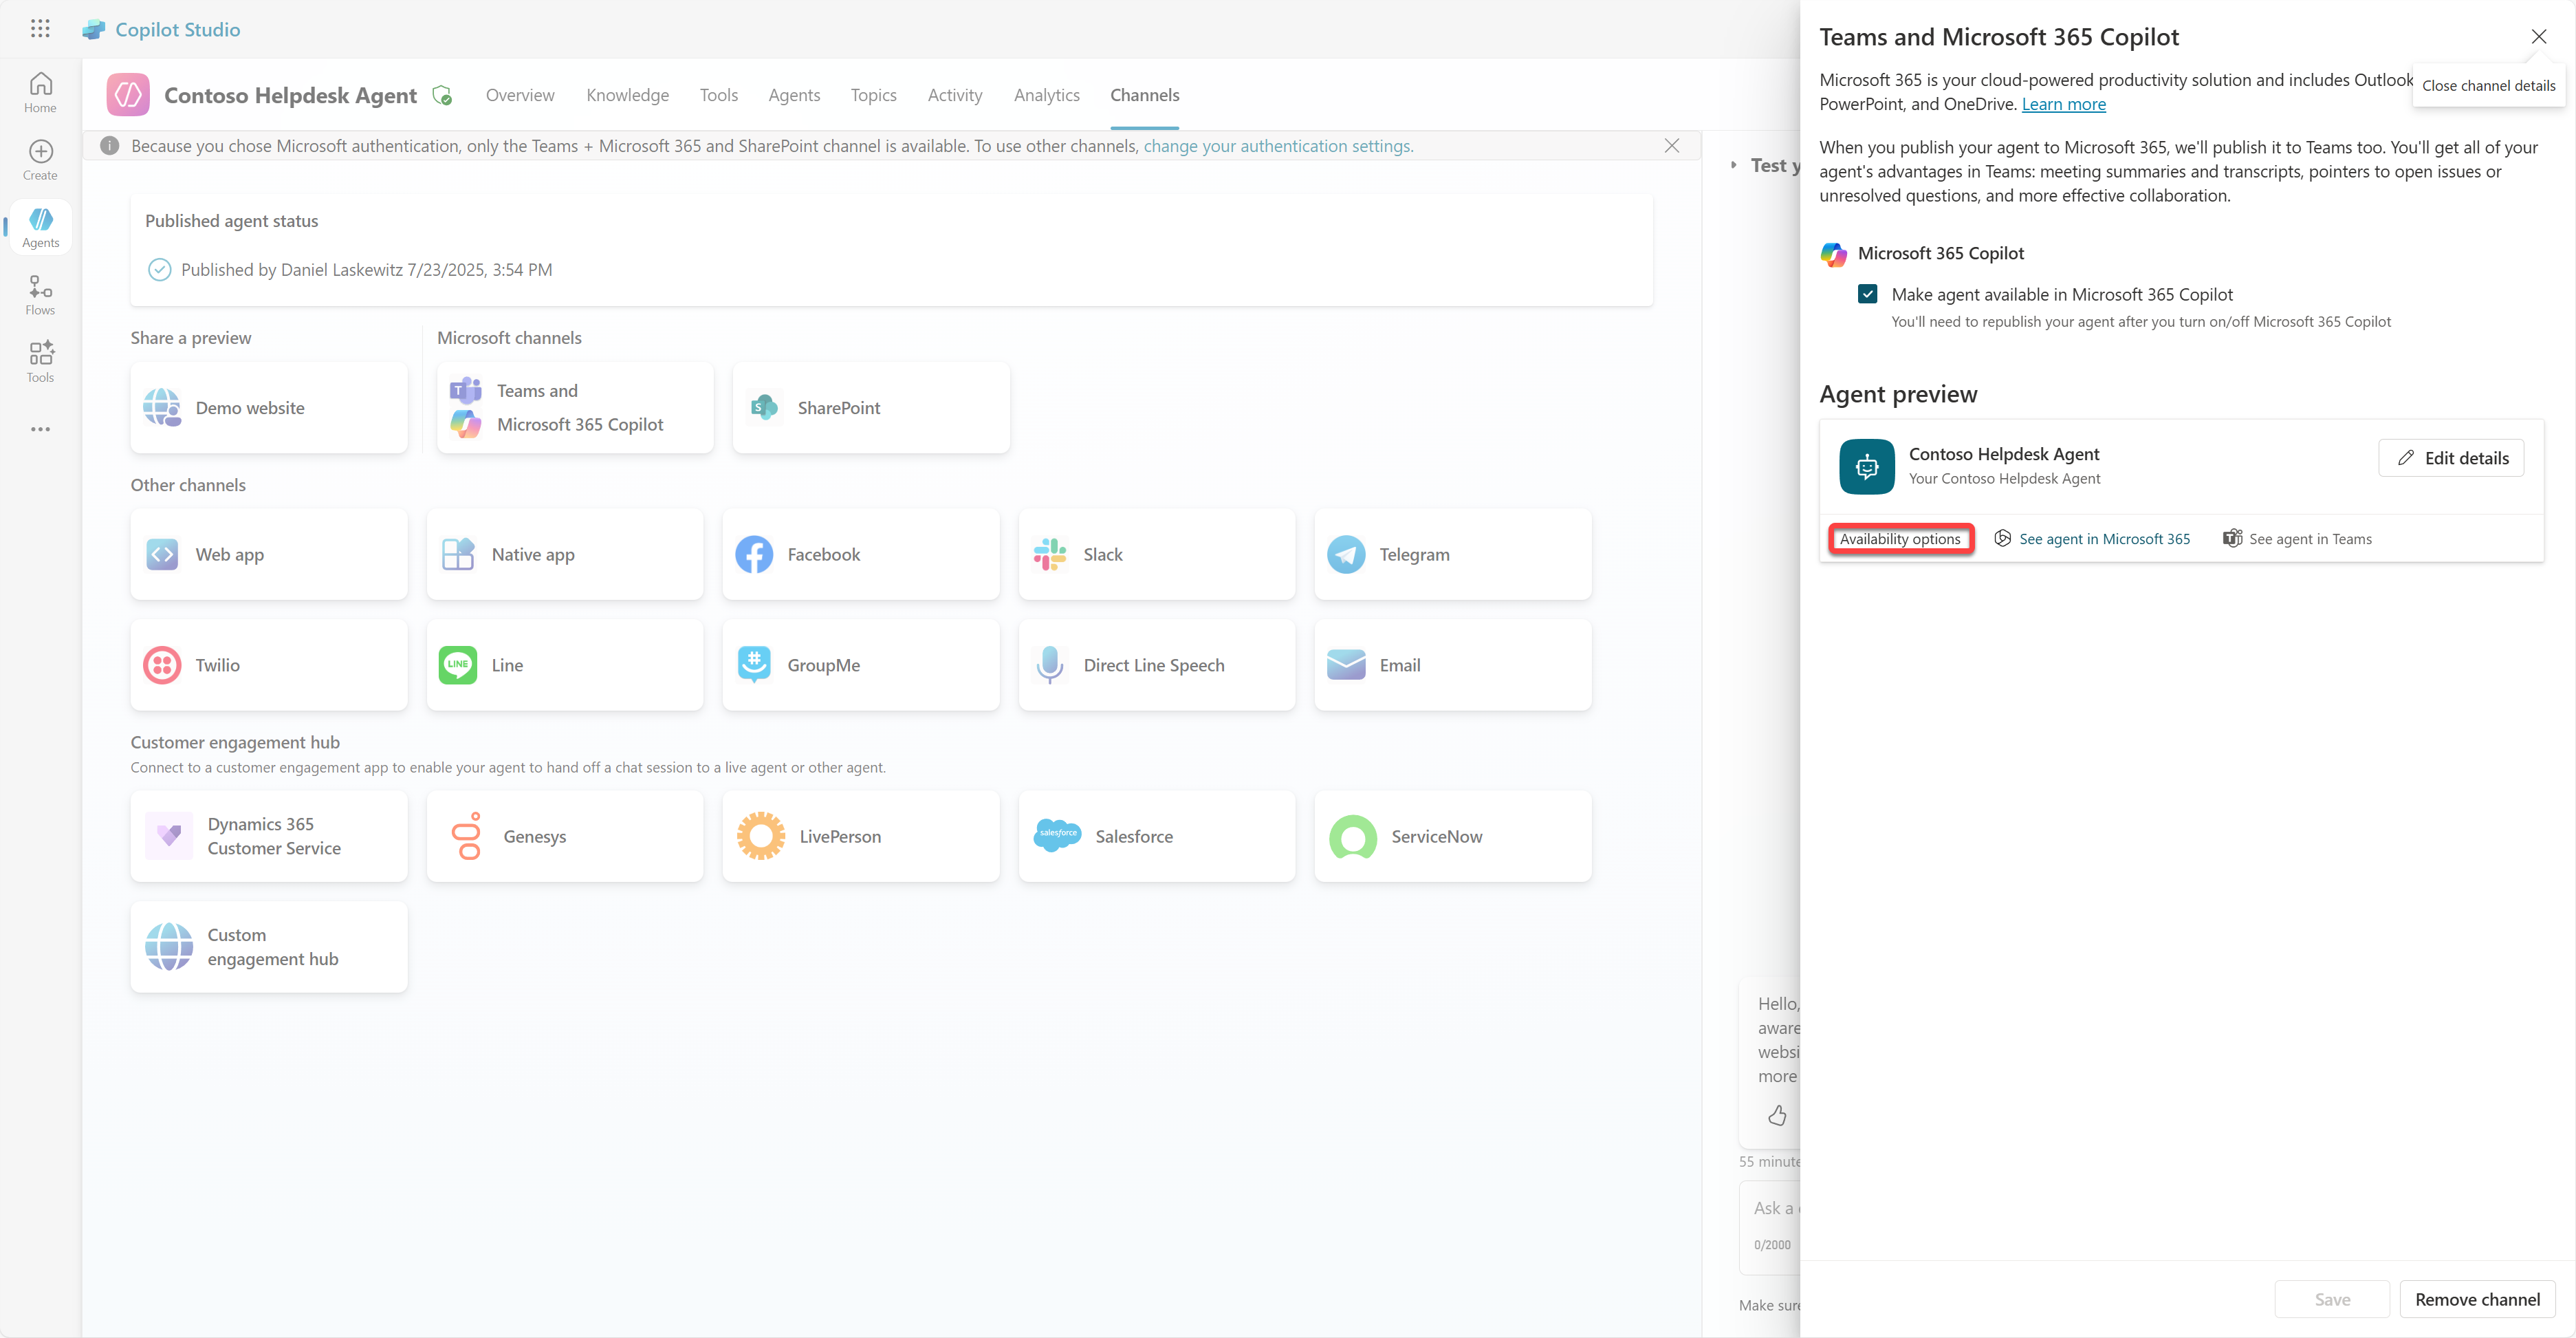 Copilot Studio
Home
Create
Agents
Flows
Tools
Contoso Helpdesk Agent
Overview
Knowledge
Tools
Agents
Topics
Activity
Analytics
Channels
Because you chose Microsoft authentication, only the Teams + Microsoft 365 and SharePoint channel is available. To use other channels, change your authentication settings.
Published agent status
Published by Daniel Laskewitz 7/23/2025, 3:54 PM
Share a preview
Microsoft channels
Demo website
Teams and
Microsoft 365 Copilot
SharePoint
Other channels
Web app
Native app
Facebook
Slack
Telegram
Twilio
LINE
Line
GroupMe
Direct Line Speech
Email
Customer engagement hub
Connect to a customer engagement app to enable your agent to hand off a chat session to a live agent or other agent.
Dynamics 365
Customer Service
Genesys
LivePerson
salesforce
Salesforce
ServiceNow
Custom
engagement hub
Test y
Hello,
aware
websi
more
55 minute
Ask a
0/2000
Make sure
Teams and Microsoft 365 Copilot
Microsoft 365 is your cloud-powered productivity solution and includes Outlook
PowerPoint, and OneDrive. Learn more
Close channel details
When you publish your agent to Microsoft 365, we'll publish it to Teams too. You'll get all of your
agent's advantages in Teams: meeting summaries and transcripts, pointers to open issues or
unresolved questions, and more effective collaboration.
Microsoft 365 Copilot
Make agent available in Microsoft 365 Copilot
You'll need to republish your agent after you turn on/off Microsoft 365 Copilot
Agent preview
Contoso Helpdesk Agent
Your Contoso Helpdesk Agent
Edit details
Availability options
See agent in Microsoft 365
See agent in Teams
Save
Remove channel